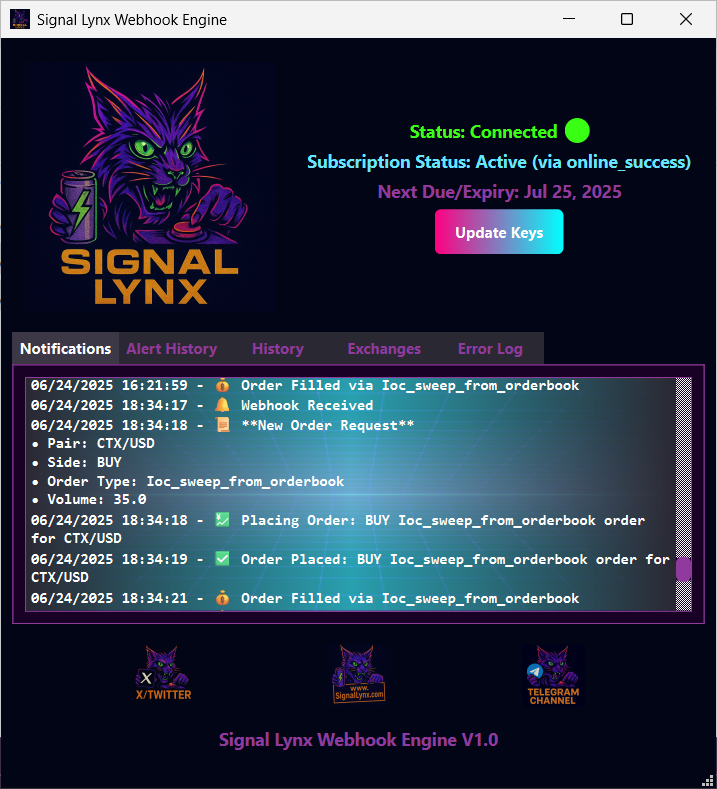 Signal Lynx Webhook Engine
SIGNAL
LYNX
Status: Connected
Subscription Status: Active (via online_success)
Next Due/Expiry: Jul 25, 2025
Update Keys
Notifications Alert History History Exchanges Error Log
06/24/2025 16:21:59 - 💰 Order Filled via Ioc_sweep_from_orderbook
06/24/2025 18:34:17 - 🔔 Webhook Received
06/24/2025 18:34:18 - 📜 **New Order Request**
• Pair: CTX/USD
• Side: BUY
• Order Type: Ioc_sweep_from_orderbook
• Volume: 35.0
06/24/2025 18:34:18 - 💹 Placing Order: BUY Ioc_sweep_from_orderbook order
for CTX/USD
06/24/2025 18:34:19 - ✅ Order Placed: BUY Ioc_sweep_from_orderbook order for
CTX/USD
06/24/2025 18:34:21 - 💰 Order Filled via Ioc_sweep_from_orderbook
X
X/TWITTER
www.
SignalLynx.com
TELEGRAM
CHANNEL
Signal Lynx Webhook Engine V1.0